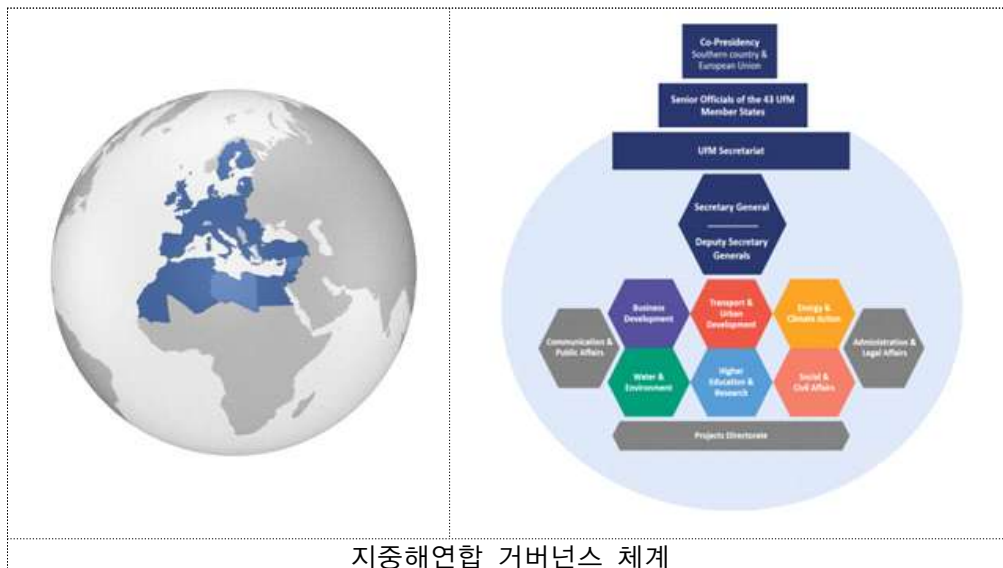 Co-Presidency
Southern country &
European Union
Senior Officials of the 43 UfM
Member States
UFM Secretariat
Secretary General
Deputy Secretary
Generals
Business
Development
Transport &
Urban
Development
Energy &
Climate Action
Communication &
Public Affairs
Administration &
Legal Affairs
Water &
Environment
Higher
Education &
Research
Social &
Civil Affairs
Projects Directorate
지중해연합 거버넌스 체계